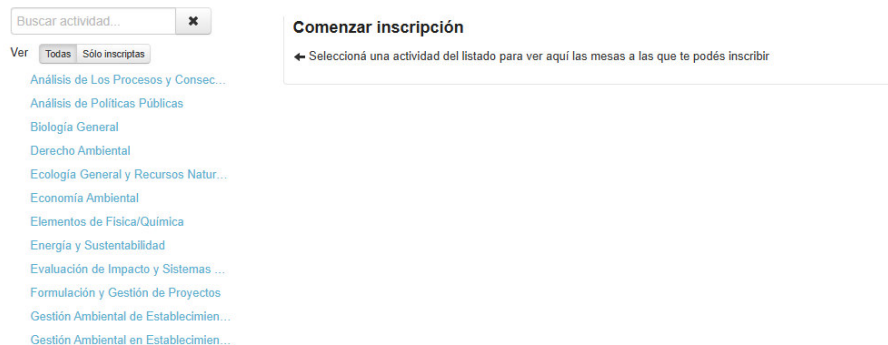 Buscar actividad...
Ver Todas Sólo inscriptas
Análisis de Los Procesos y Consec...
Análisis de Políticas Públicas
Biología General
Derecho Ambiental
Ecología General y Recursos Natur...
Economía Ambiental
Elementos de Fisica/Química
Energía y Sustentabilidad
Evaluación de Impacto y Sistemas ...
Formulación y Gestión de Proyectos
Gestión Ambiental de Establecimien...
Gestión Ambiental en Establecimien...
Comenzar inscripción
Seleccioná una actividad del listado para ver aquí las mesas a las que te podés inscribir